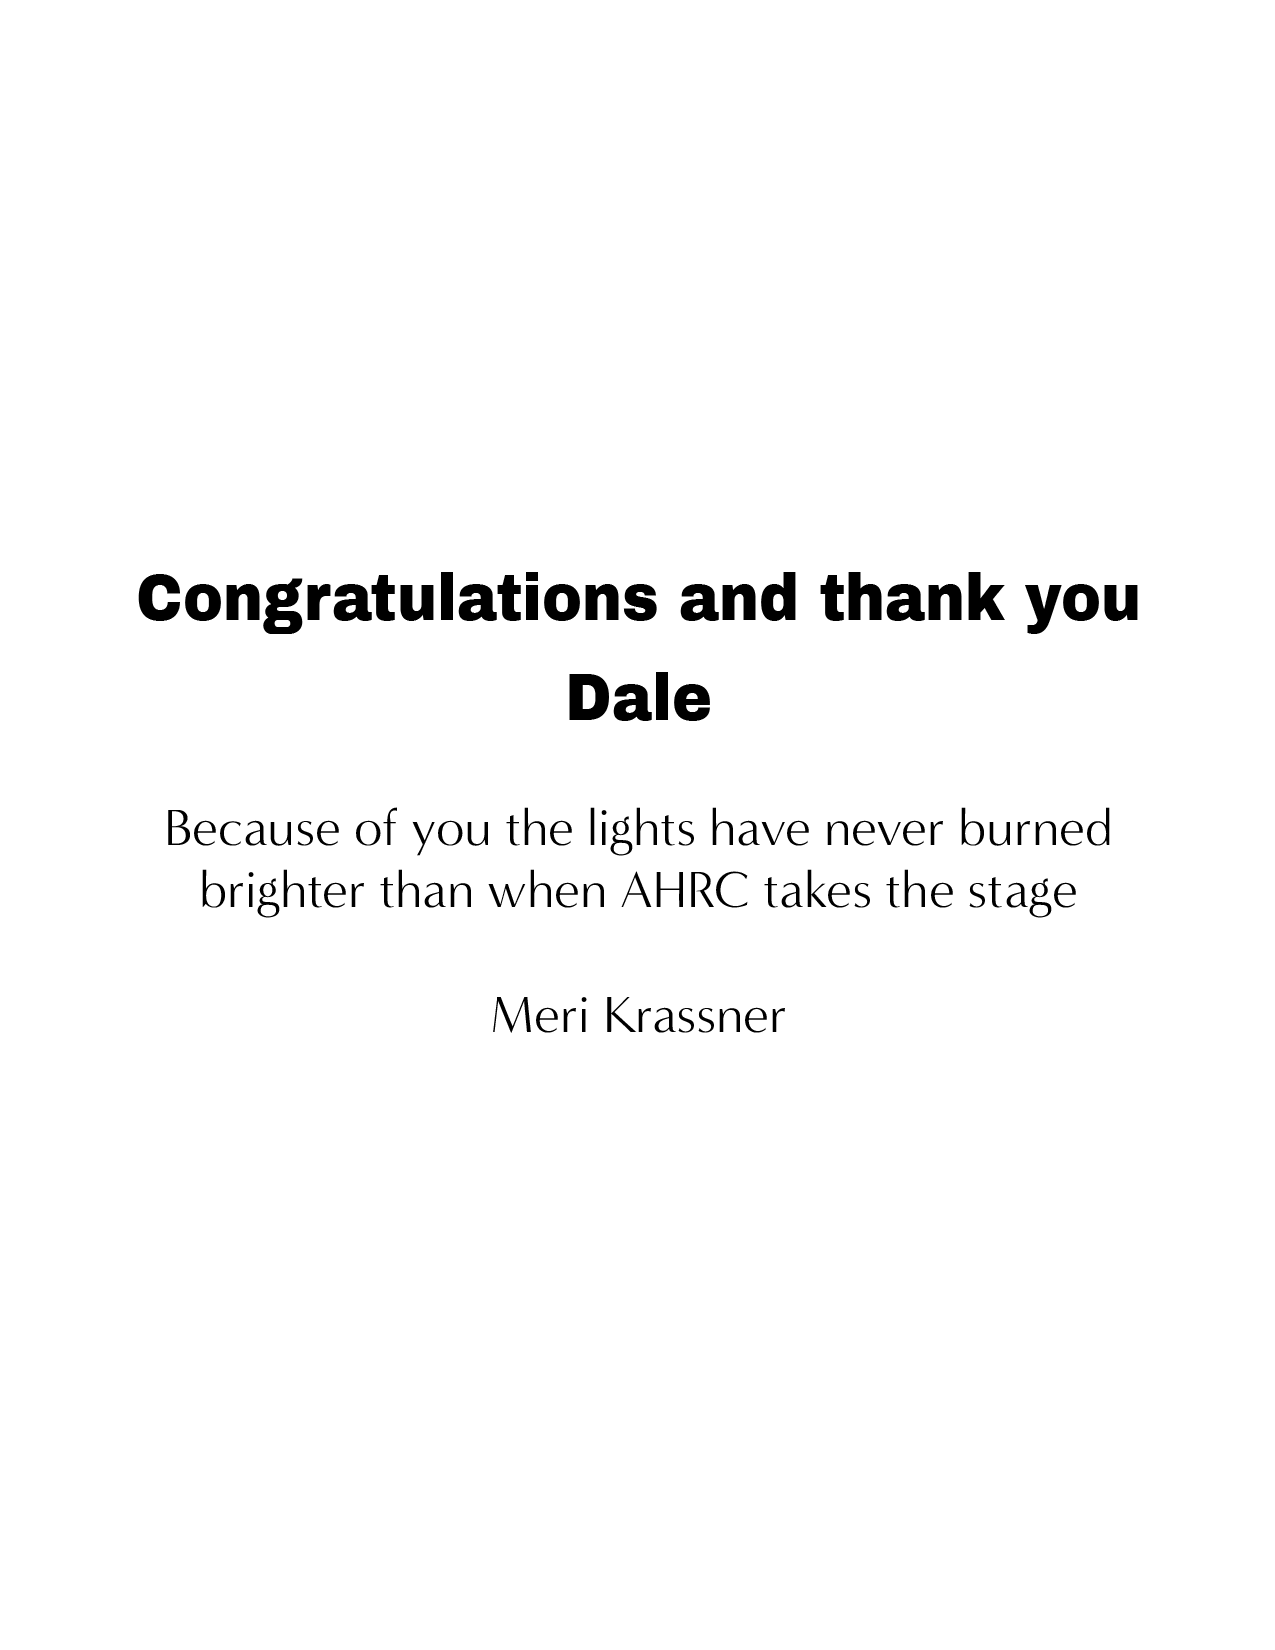 Congratulations and thank you
Dale
Because of you the lights have never burned
brighter than when AHRC takes the stage
Meri Krassner